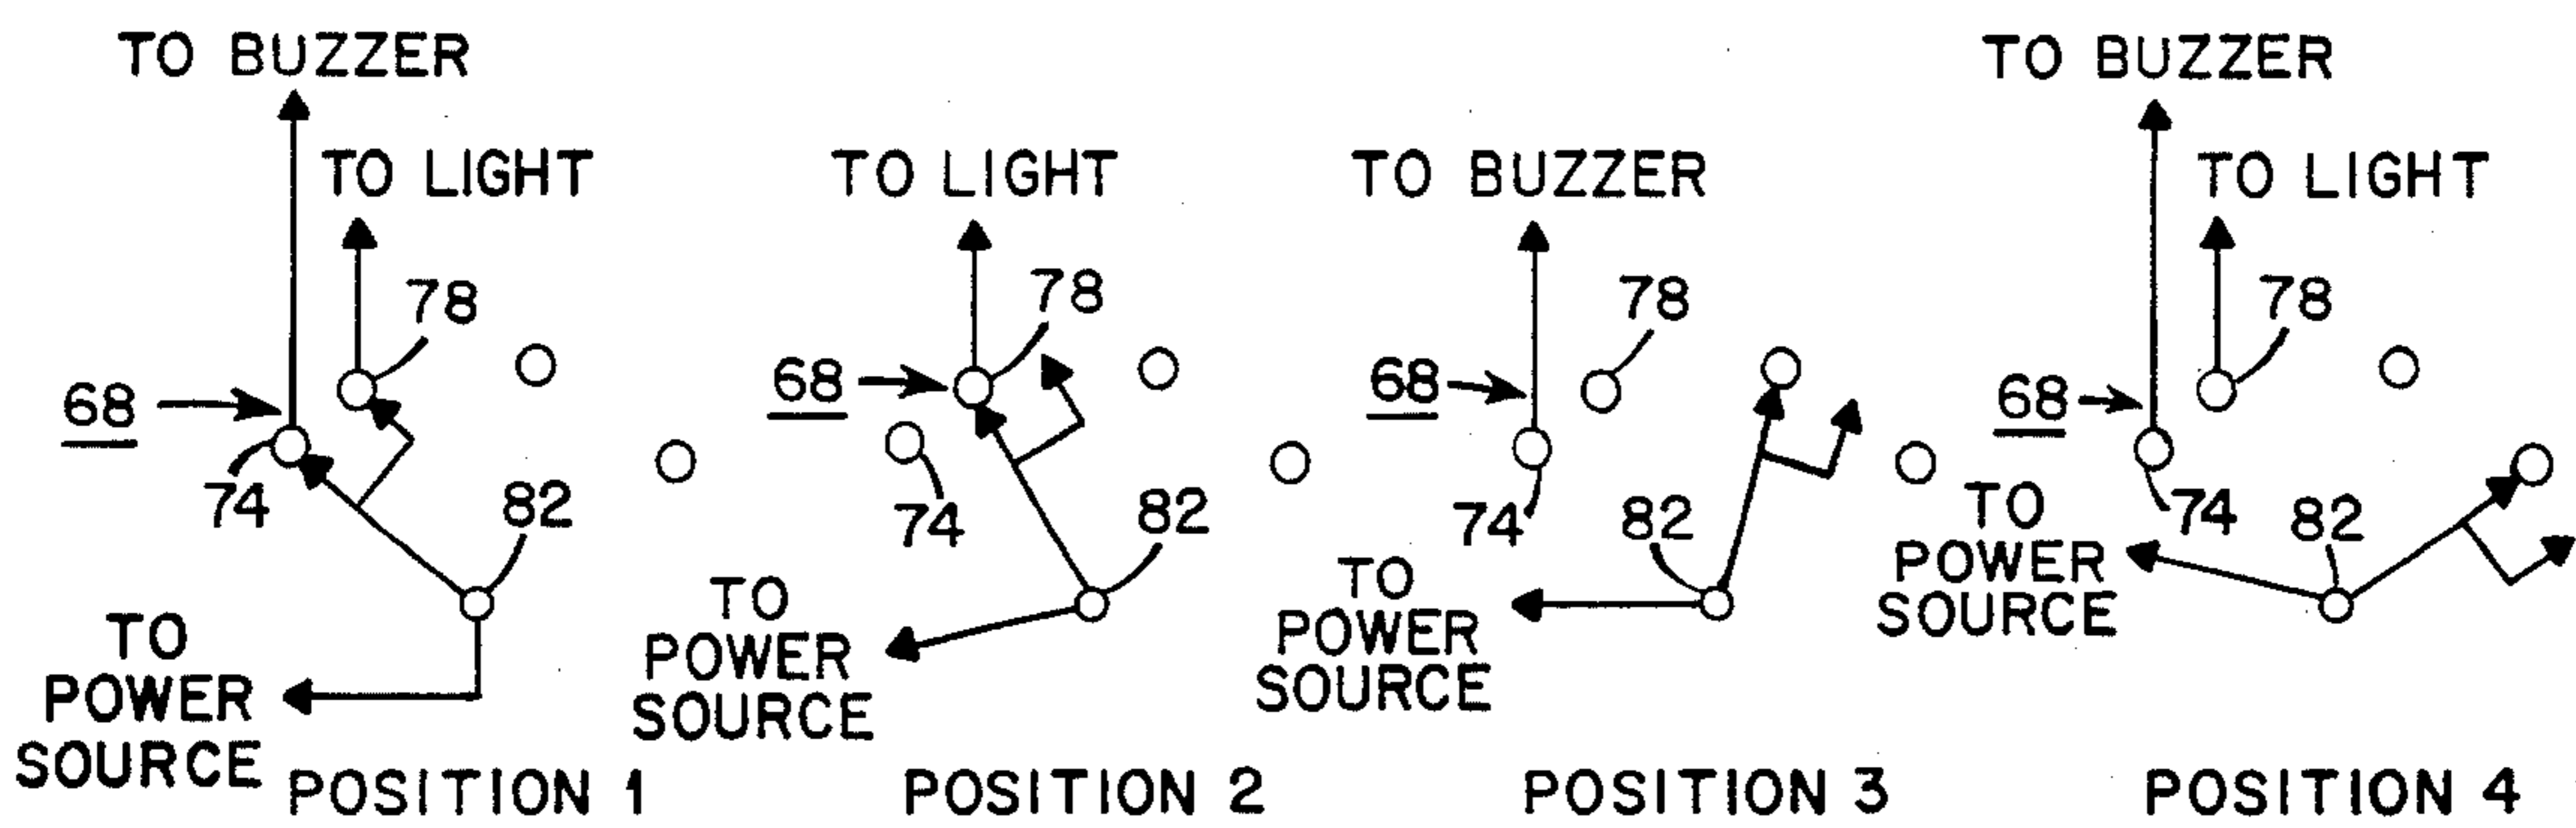 TO BUZZER
TO LIGHT
78
68
74
82
TO
POWER
SOURCE
POSITION 1
TO LIGHT
78
68
74
82
TO
POWER
SOURCE
POSITION 2
TO BUZZER
78
68
74
82
TO
POWER
SOURCE
POSITION 3
TO BUZZER
TO LIGHT
78
68
74
82
TO
POWER
SOURCE
POSITION 4